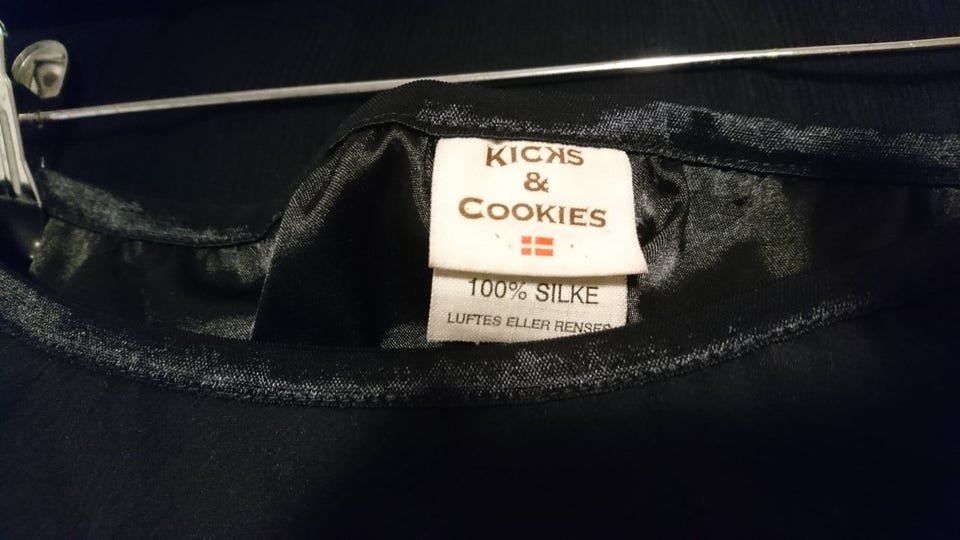 KICKS
&
COOKIES
100% SILKE
LUFTES ELLER RENSES